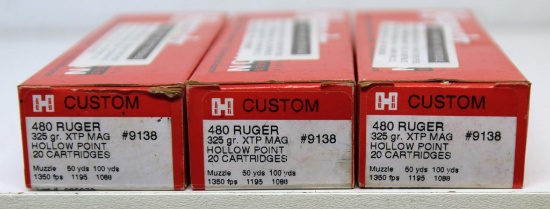 H CUSTOM
480 RUGER
325 gr. XTP MAG #9138
HOLLOW POINT
20 CARTRIDGES
Muzzle 50 yds 100 yds
1350 fps 1195 1088
H CUSTOM
480 RUGER
325 gr. XTP MAG #9138
HOLLOW POINT
20 CARTRIDGES
Muzzle 50 yds 100 yds
1350 fps 1195 1088
H CUSTOM
480 RUGER
325 gr. XTP MAG #9138
HOLLOW POINT
20 CARTRIDGES
Muzzle 50 yds 100 yds
1350 fps 1195 1088